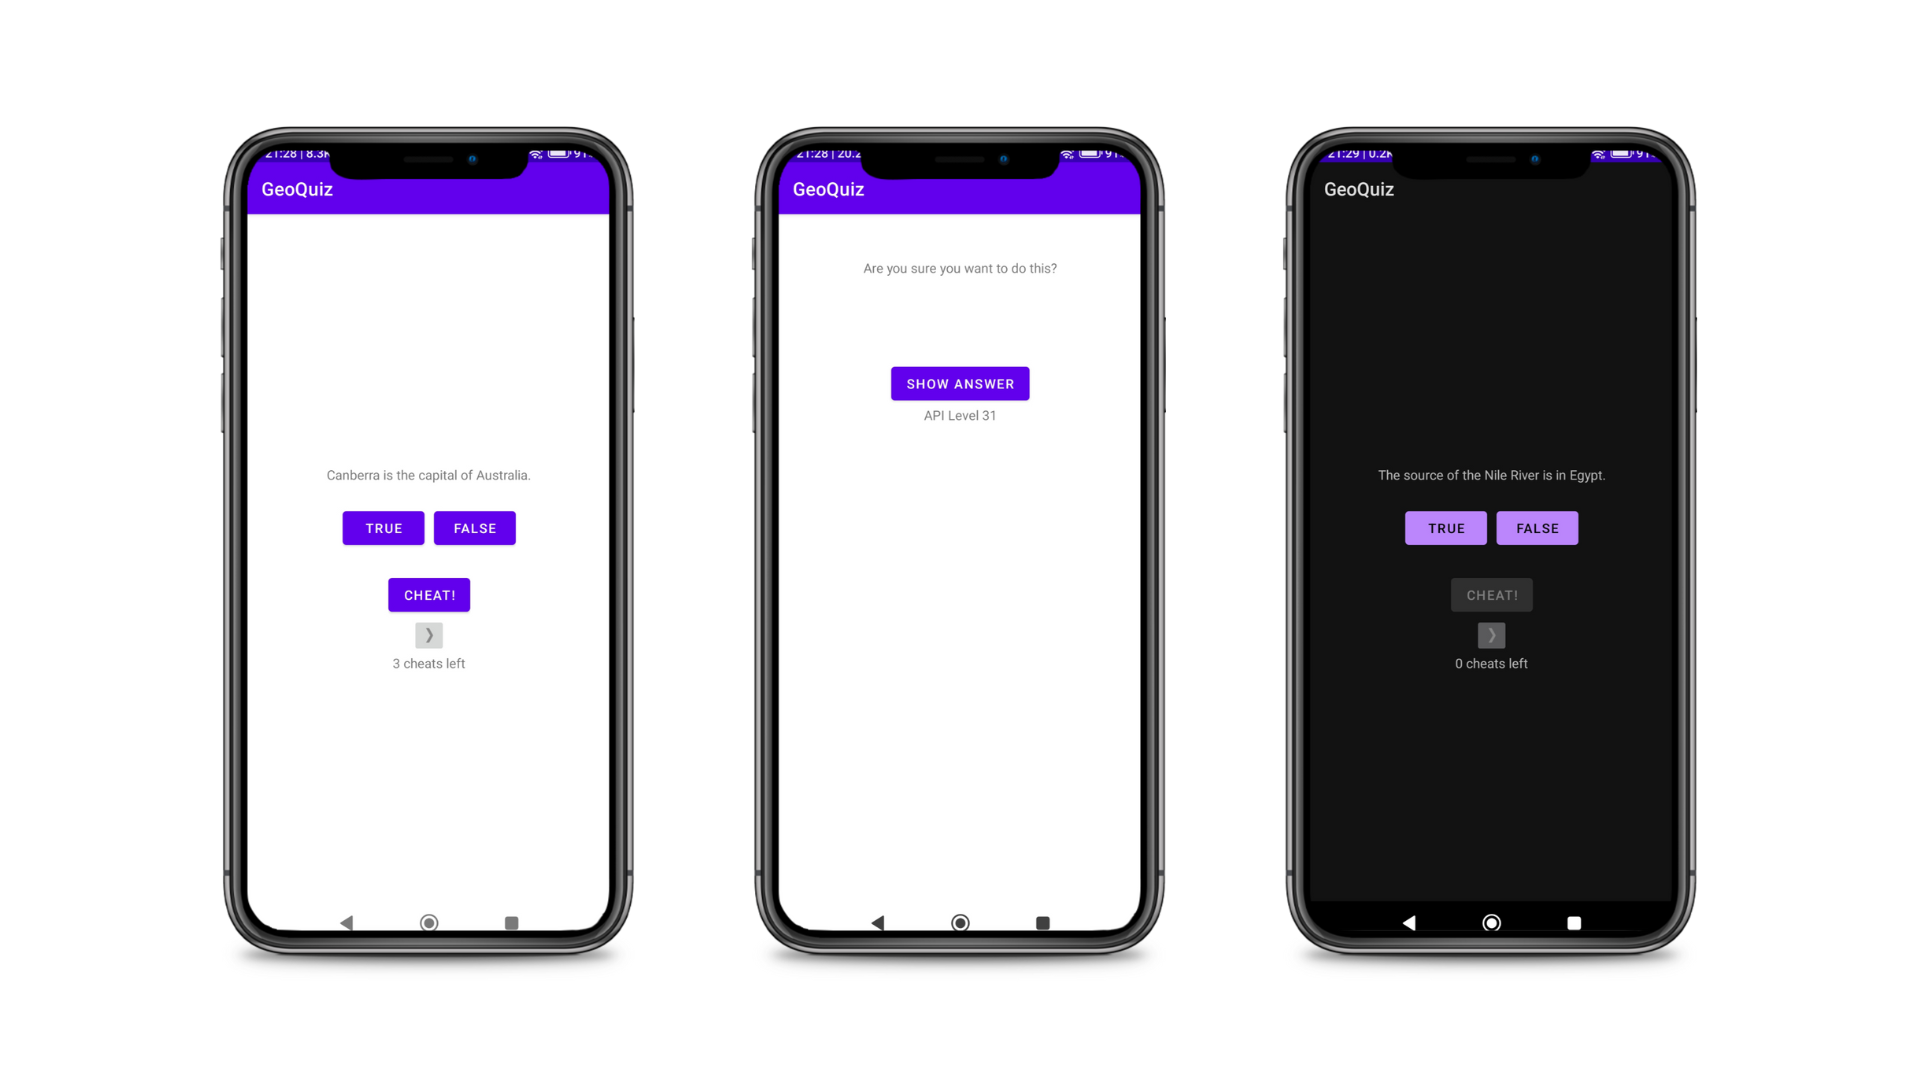 21:28 | 8.3K
GeoQuiz
Canberra is the capital of Australia.
TRUE
FALSE
CHEAT!
3 cheats left
21:28 | 20.2
GeoQuiz
Are you sure you want to do this?
SHOW ANSWER
API Level 31
21:29 | 0.2K
GeoQuiz
The source of the Nile River is in Egypt.
TRUE
FALSE
CHEAT!
0 cheats left